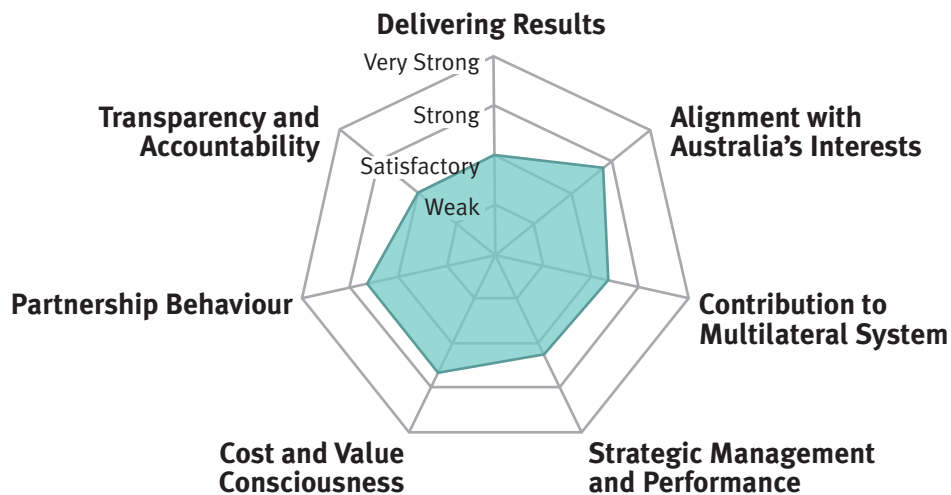 Delivering Results
Very Strong
Strong
Satisfactory
Weak
Transparency and
Accountability
Alignment with
Australia’s Interests
Partnership Behaviour
Contribution to
Multilateral System
Cost and Value
Consciousness
Strategic Management
and Performance